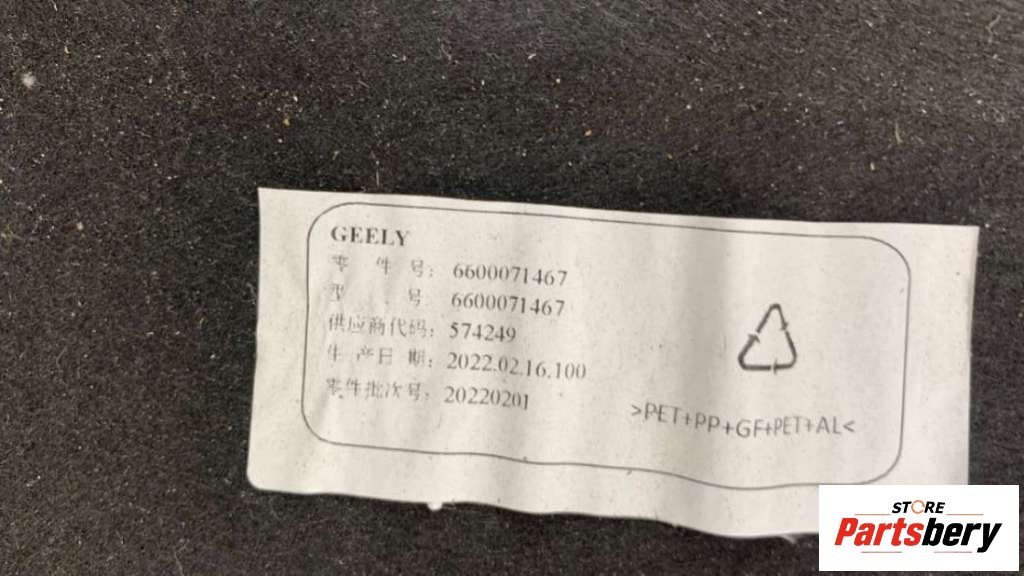 GEELY
零 件 号: 6600071467
型 号 6600071467
供应商代码: 574249
生 产 日 期: 2022.02.16.100
零件批次号: 20220201
>PET+PP+GF+PET+AL<
STORE
Partsbery